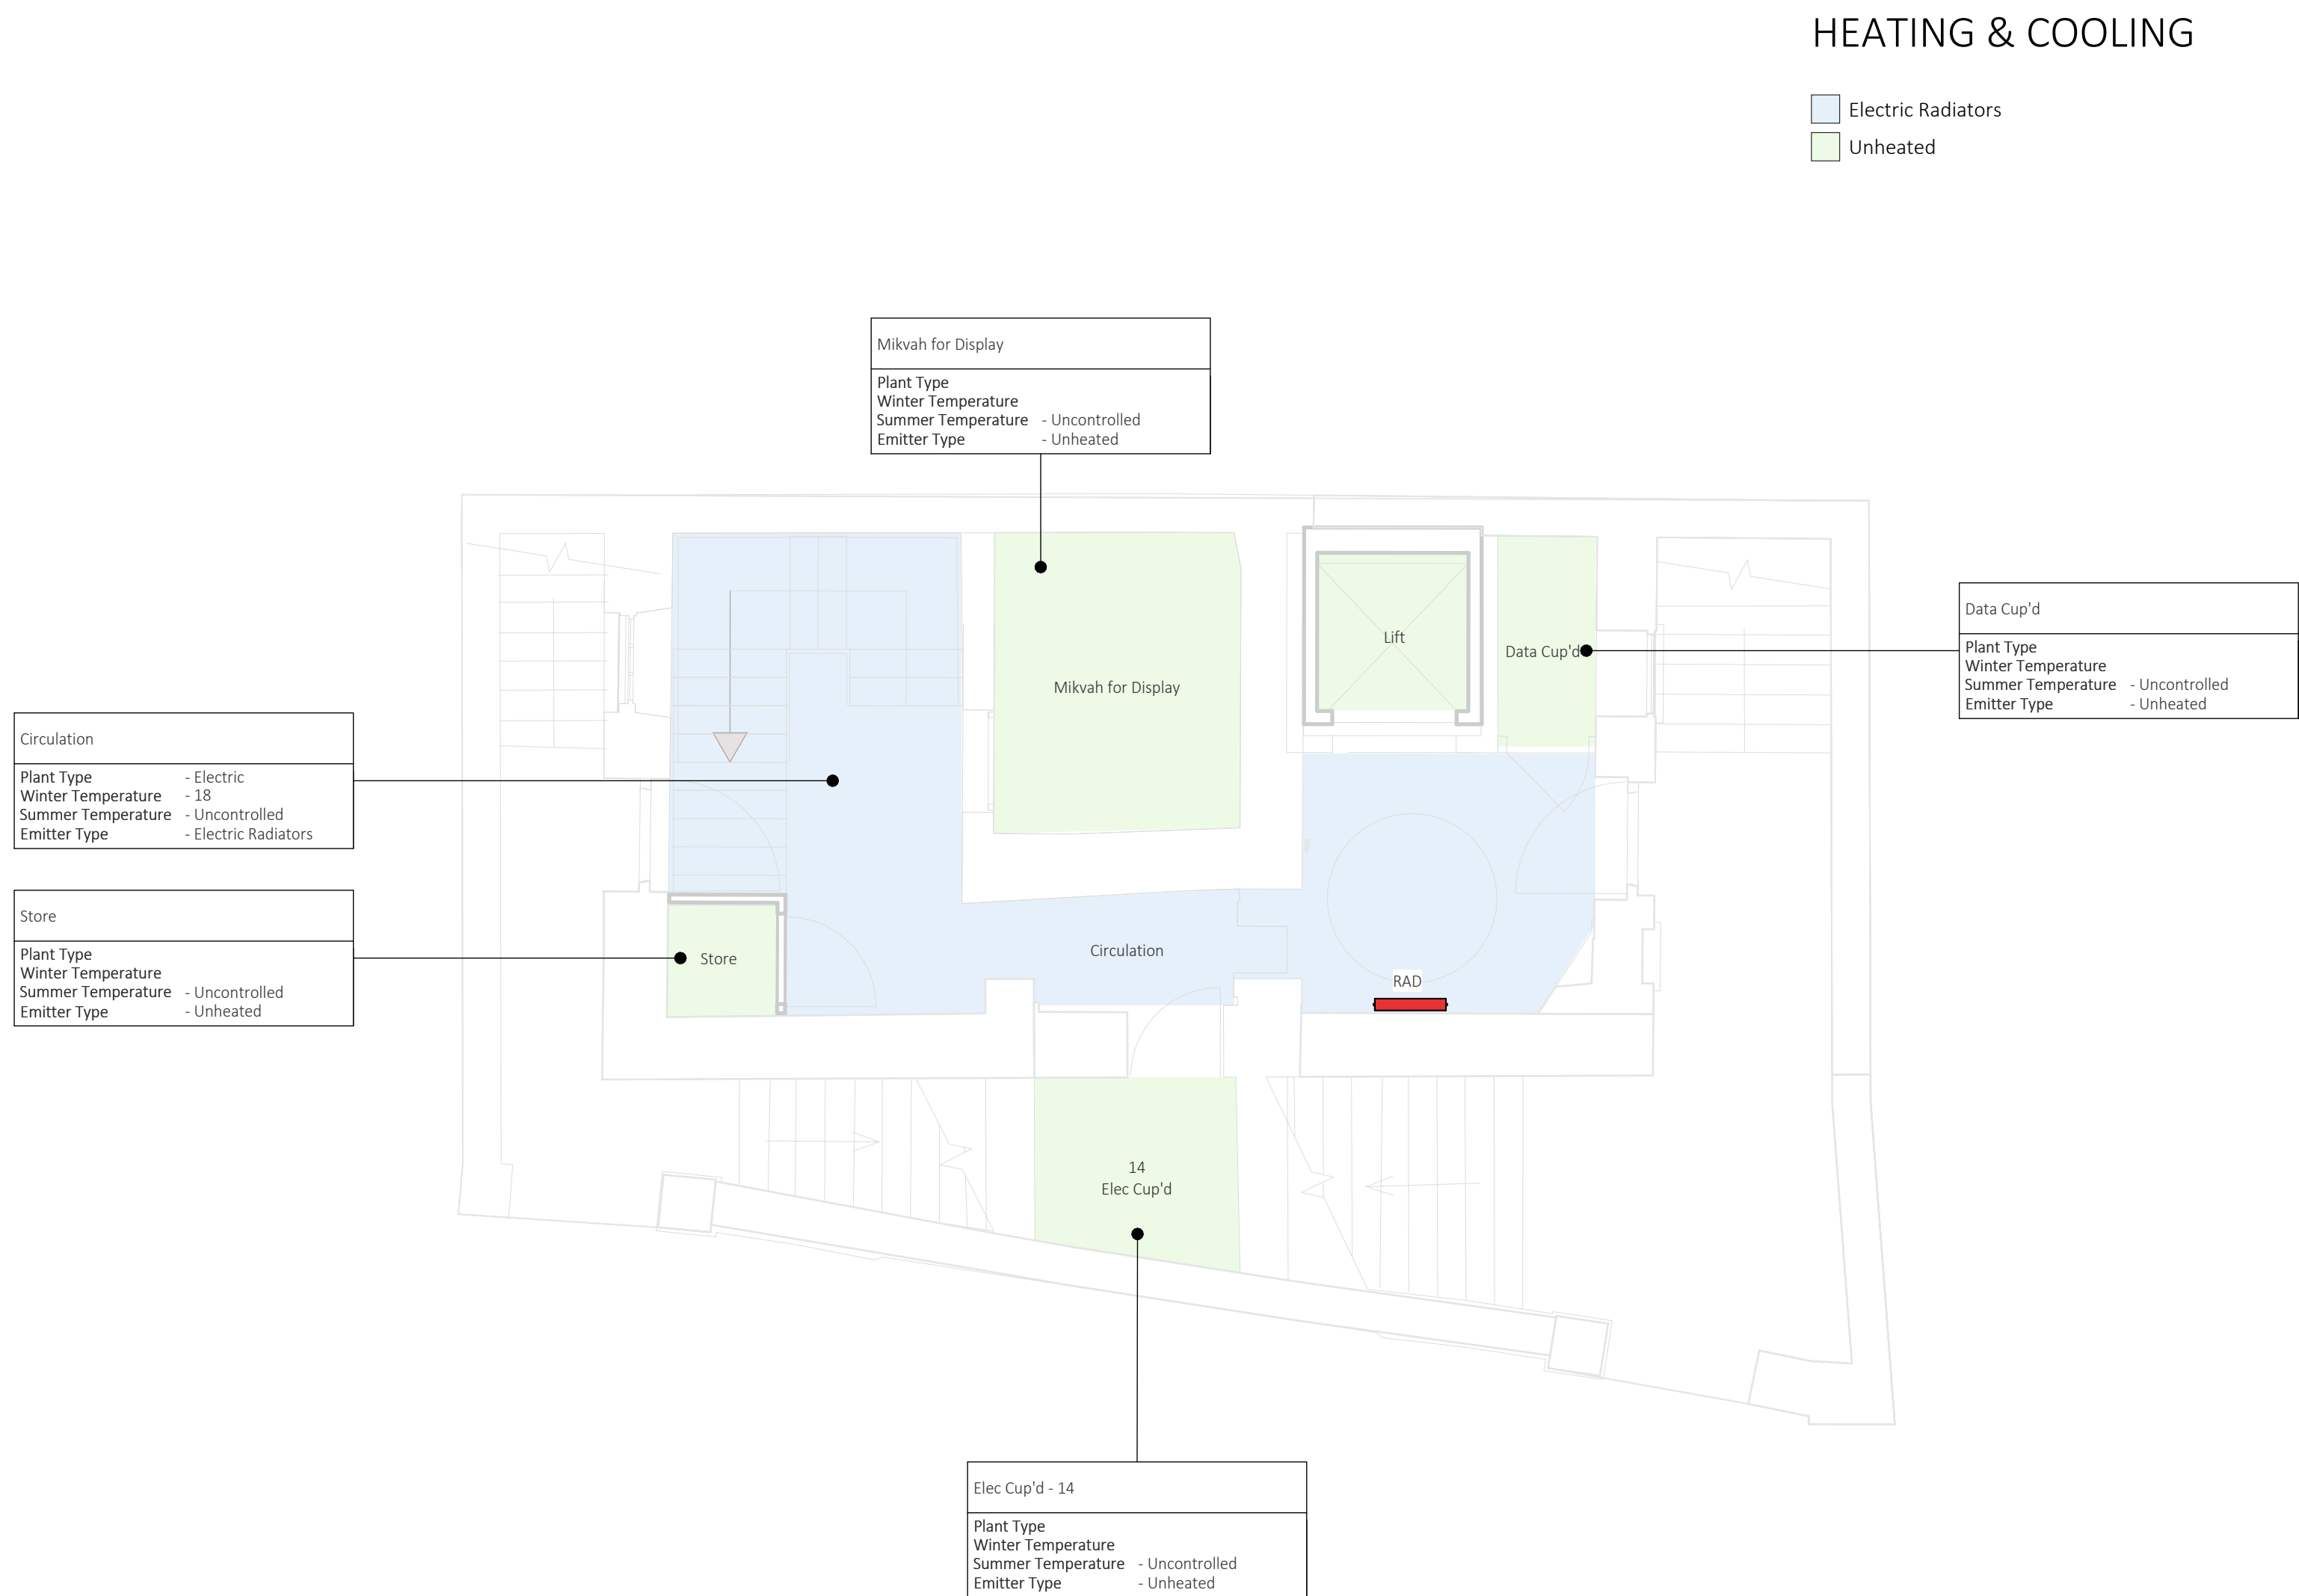 HEATING & COOLING
Electric Radiators
Unheated
Mikvah for Display
Plant Type
Winter Temperature
Summer Temperature - Uncontrolled
Emitter Type - Unheated
Data Cup'd
Plant Type
Winter Temperature
Summer Temperature - Uncontrolled
Emitter Type - Unheated
Lift
Data Cup'd
Mikvah for Display
Circulation
Plant Type - Electric
Winter Temperature - 18
Summer Temperature - Uncontrolled
Emitter Type - Electric Radiators
Store
Plant Type
Winter Temperature
Summer Temperature - Uncontrolled
Emitter Type - Unheated
Store
Circulation
RAD
14
Elec Cup'd
Elec Cup'd - 14
Plant Type
Winter Temperature
Summer Temperature - Uncontrolled
Emitter Type - Unheated